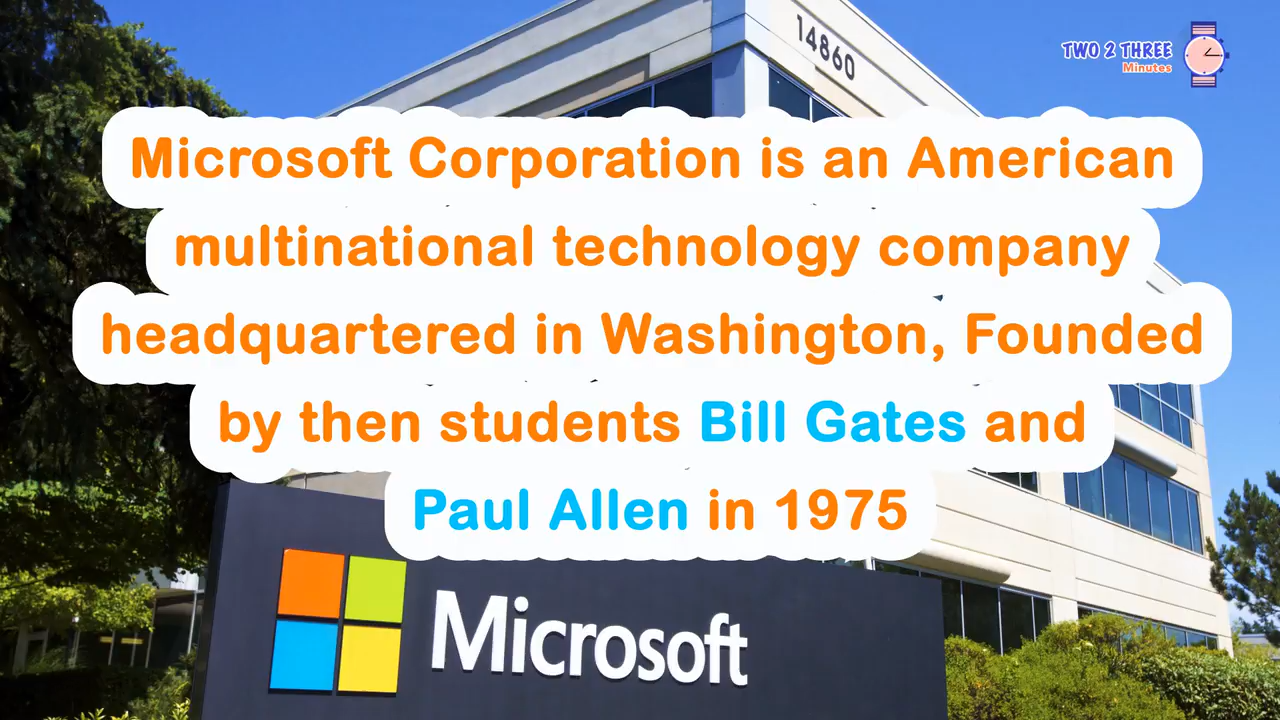 14860
TWO 2 THREE
Minutes
Microsoft Corporation is an American
multinational technology company
headquartered in Washington, Founded
by then students Bill Gates and
Paul Allen in 1975
Microsoft